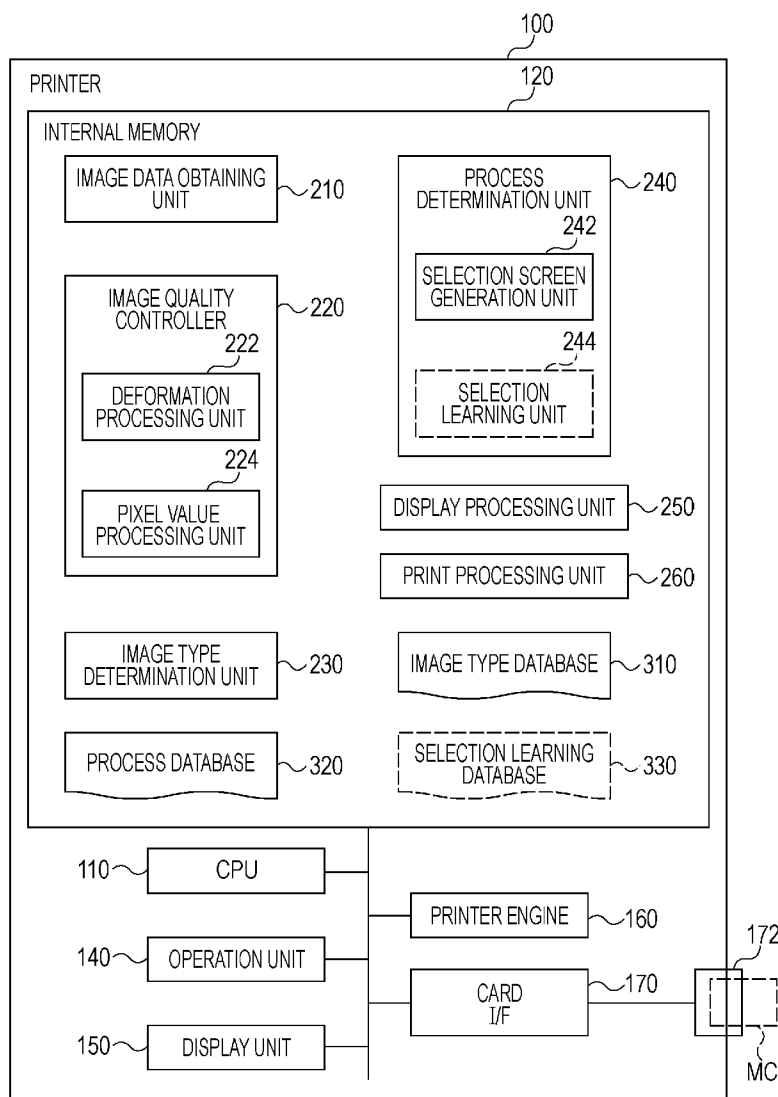 100
PRINTER
120
INTERNAL MEMORY
IMAGE DATA OBTAINING
UNIT
210
PROCESS
DETERMINATION UNIT
240
242
SELECTION SCREEN
GENERATION UNIT
244
SELECTION
LEARNING UNIT
IMAGE QUALITY
CONTROLLER
220
222
DEFORMATION
PROCESSING UNIT
224
PIXEL VALUE
PROCESSING UNIT
DISPLAY PROCESSING UNIT
250
PRINT PROCESSING UNIT
260
IMAGE TYPE
DETERMINATION UNIT
230
IMAGE TYPE DATABASE
310
PROCESS DATABASE
320
SELECTION LEARNING
DATABASE
330
110
CPU
PRINTER ENGINE
160
140
OPERATION UNIT
CARD
I/F
170
172
150
DISPLAY UNIT
MC